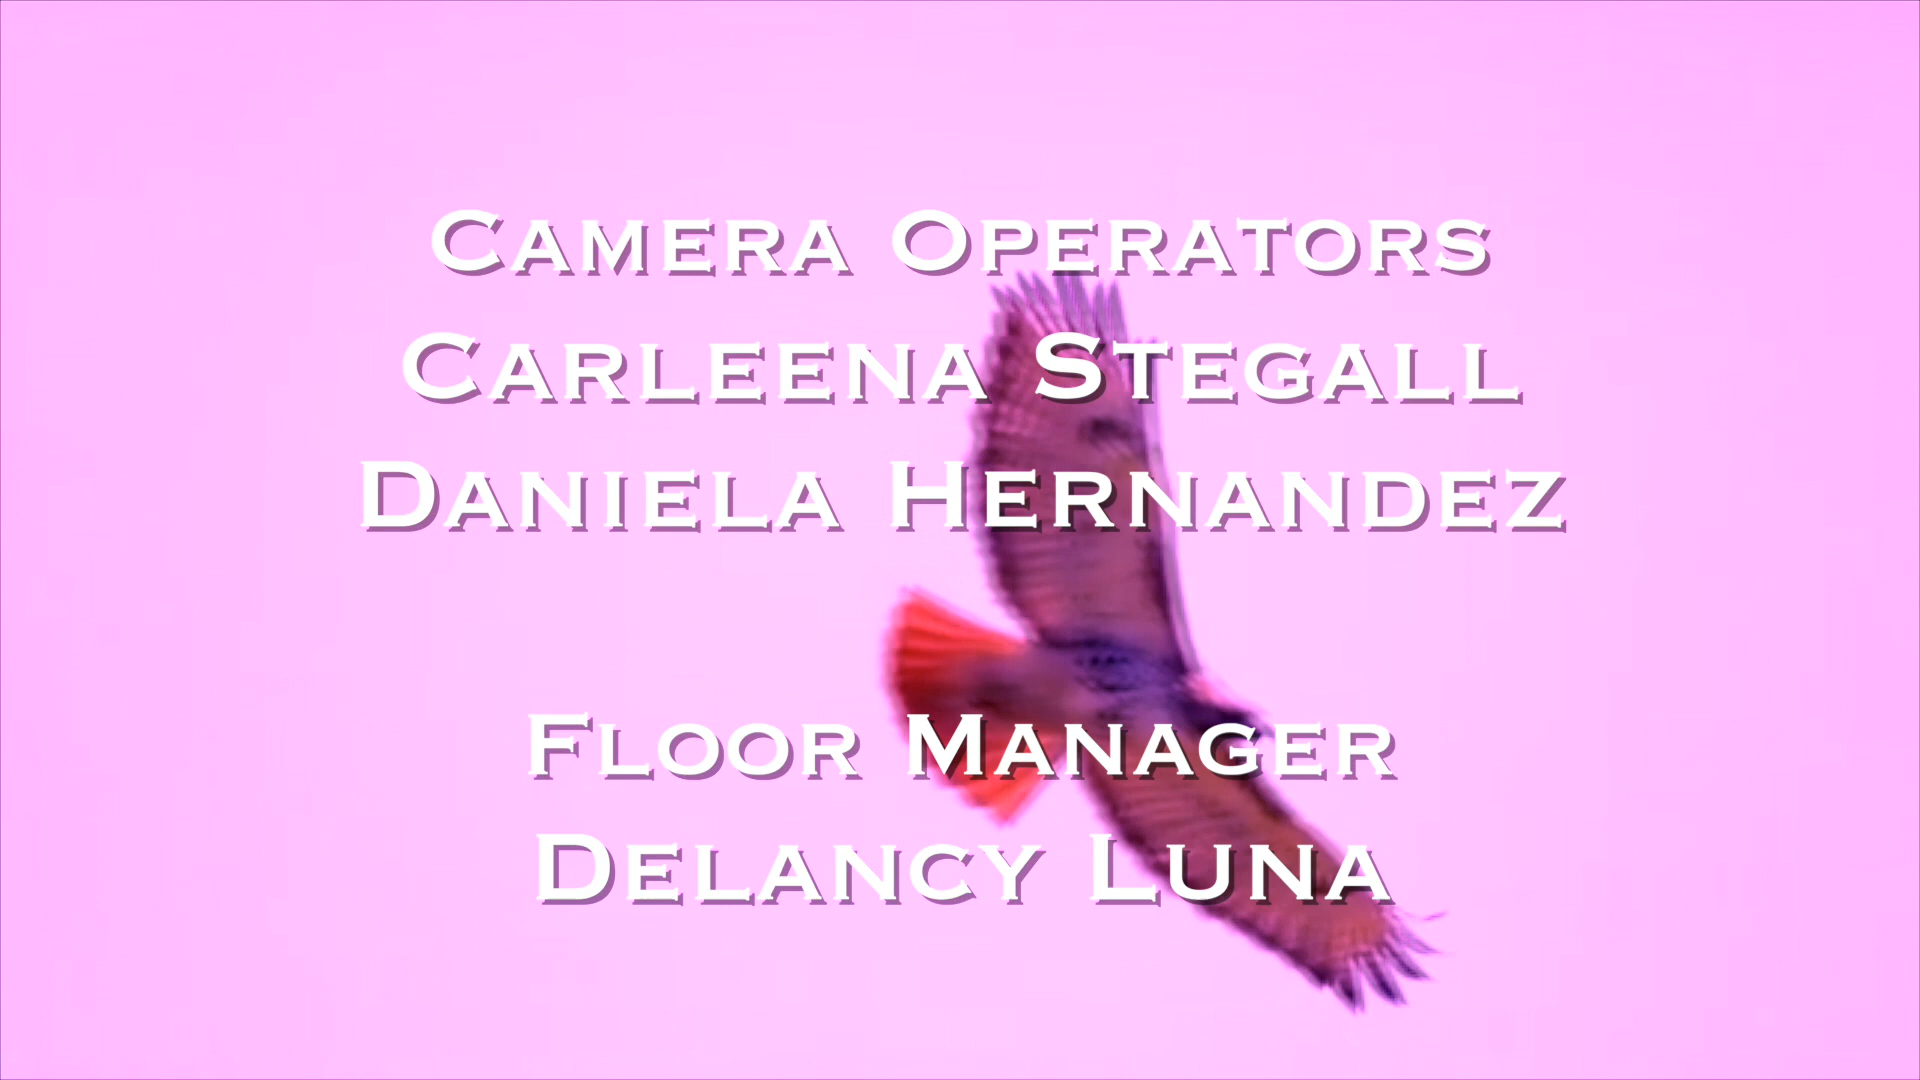 Camera Operators
Carleena Stegall
Daniela Hernandez
Floor Manager
Delancy Luna